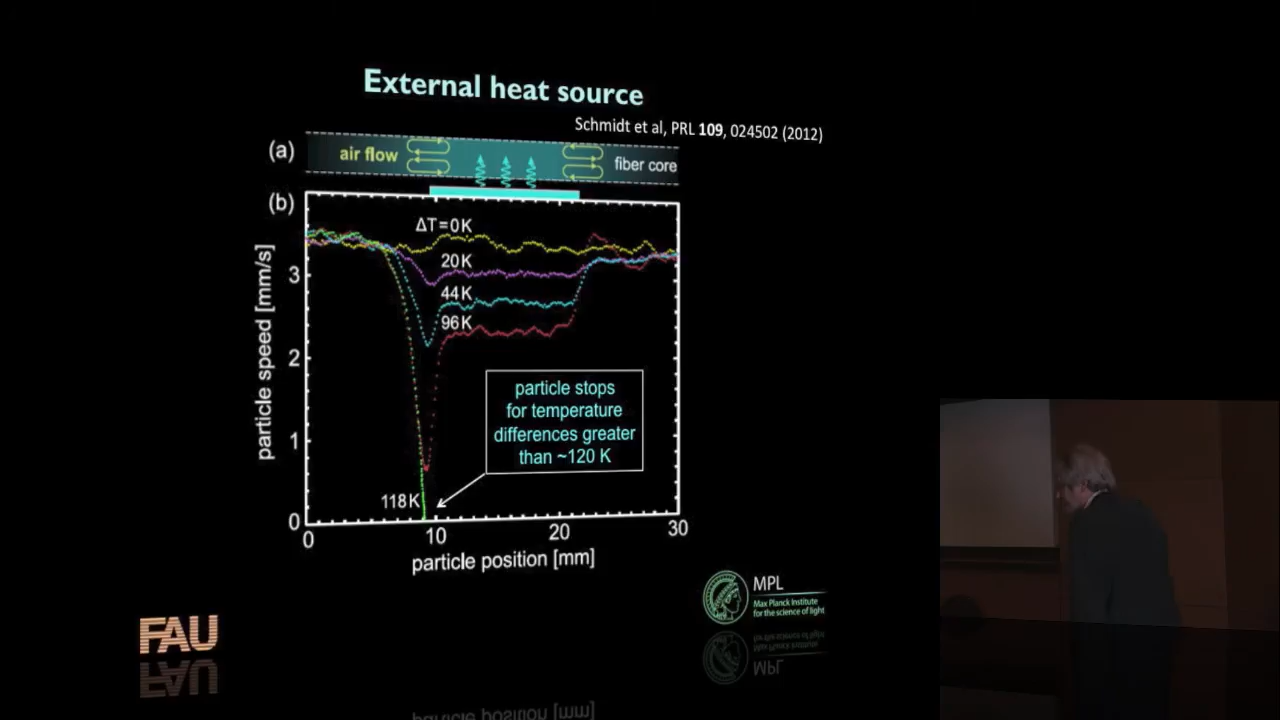 External heat source
Schmidt et al, PRL 109, 024502 (2012)
(a)
air flow
fiber core
(b)
ΔT=0K
20K
44K
96K
118K
particle stops
for temperature
differences greater
than ~120 K
particle speed [mm/s]
3
2
1
0
0
10
20
30
particle position [mm]
MPL
Max Planck Institute
for the science of light
FAU